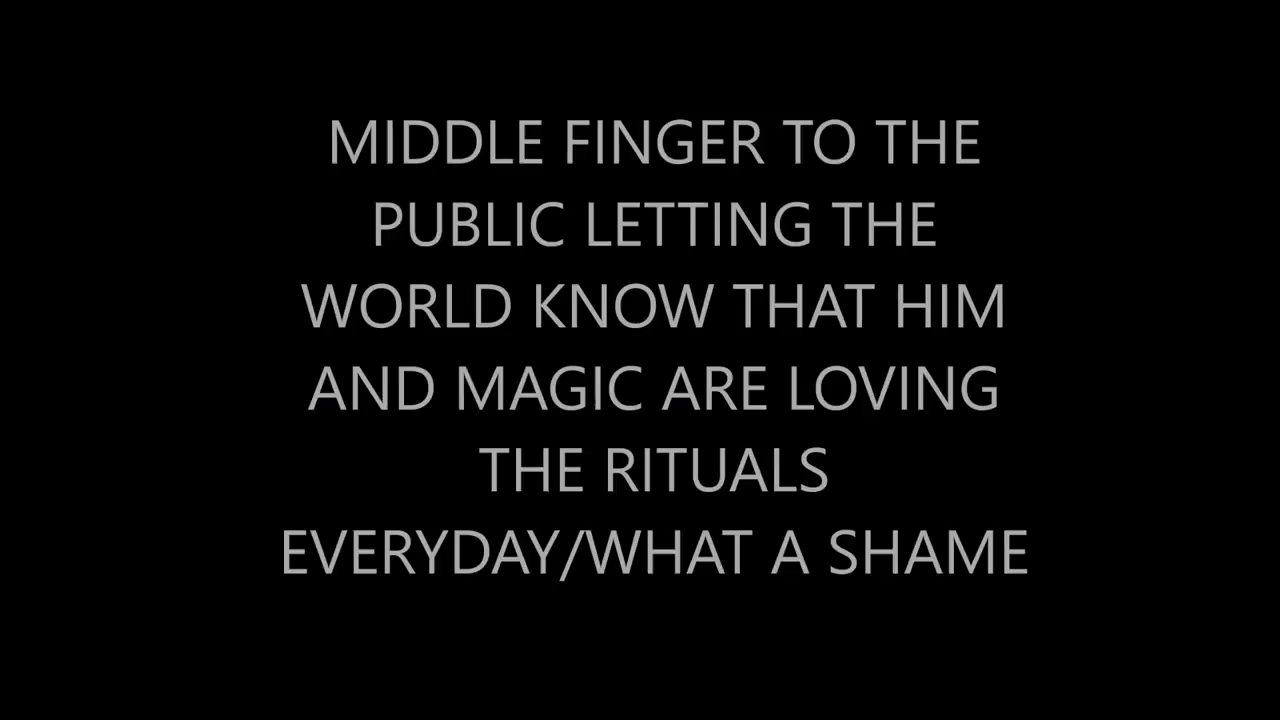 MIDDLE FINGER TO THE
PUBLIC LETTING THE
WORLD KNOW THAT HIM
AND MAGIC ARE LOVING
THE RITUALS
EVERYDAY/WHAT A SHAME